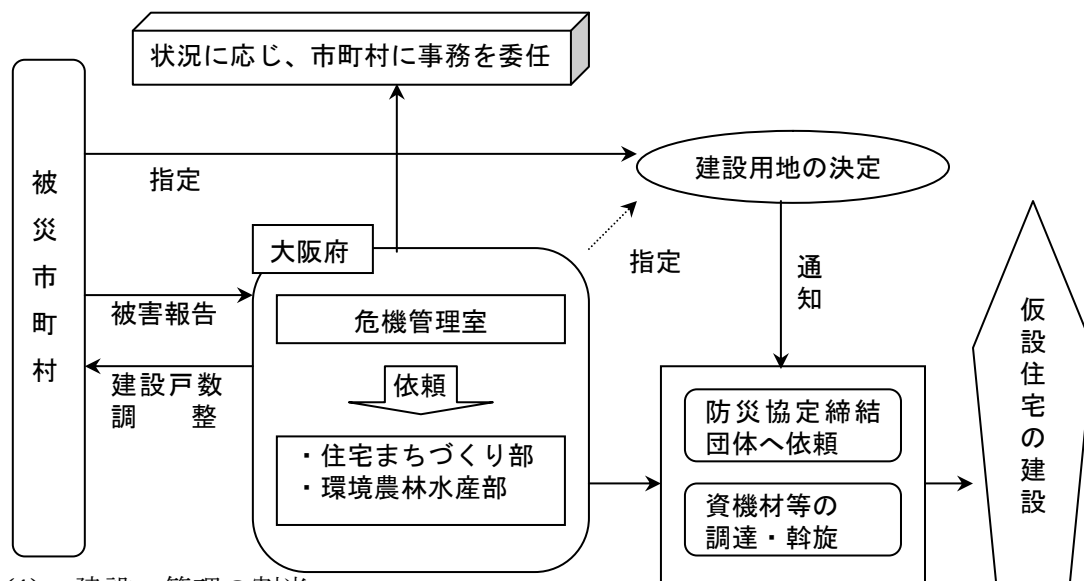 状況に応じ、市町村に事務を委任
被災市町村
指定
建設用地の決定
大阪府
指定
通知
被害報告
危機管理室
建設戸数
調　　整
依頼
・住宅まちづくり部
・環境農林水産部
防災協定締結
団体へ依頼
資機材等の
調達・斡旋
仮設住宅の建設